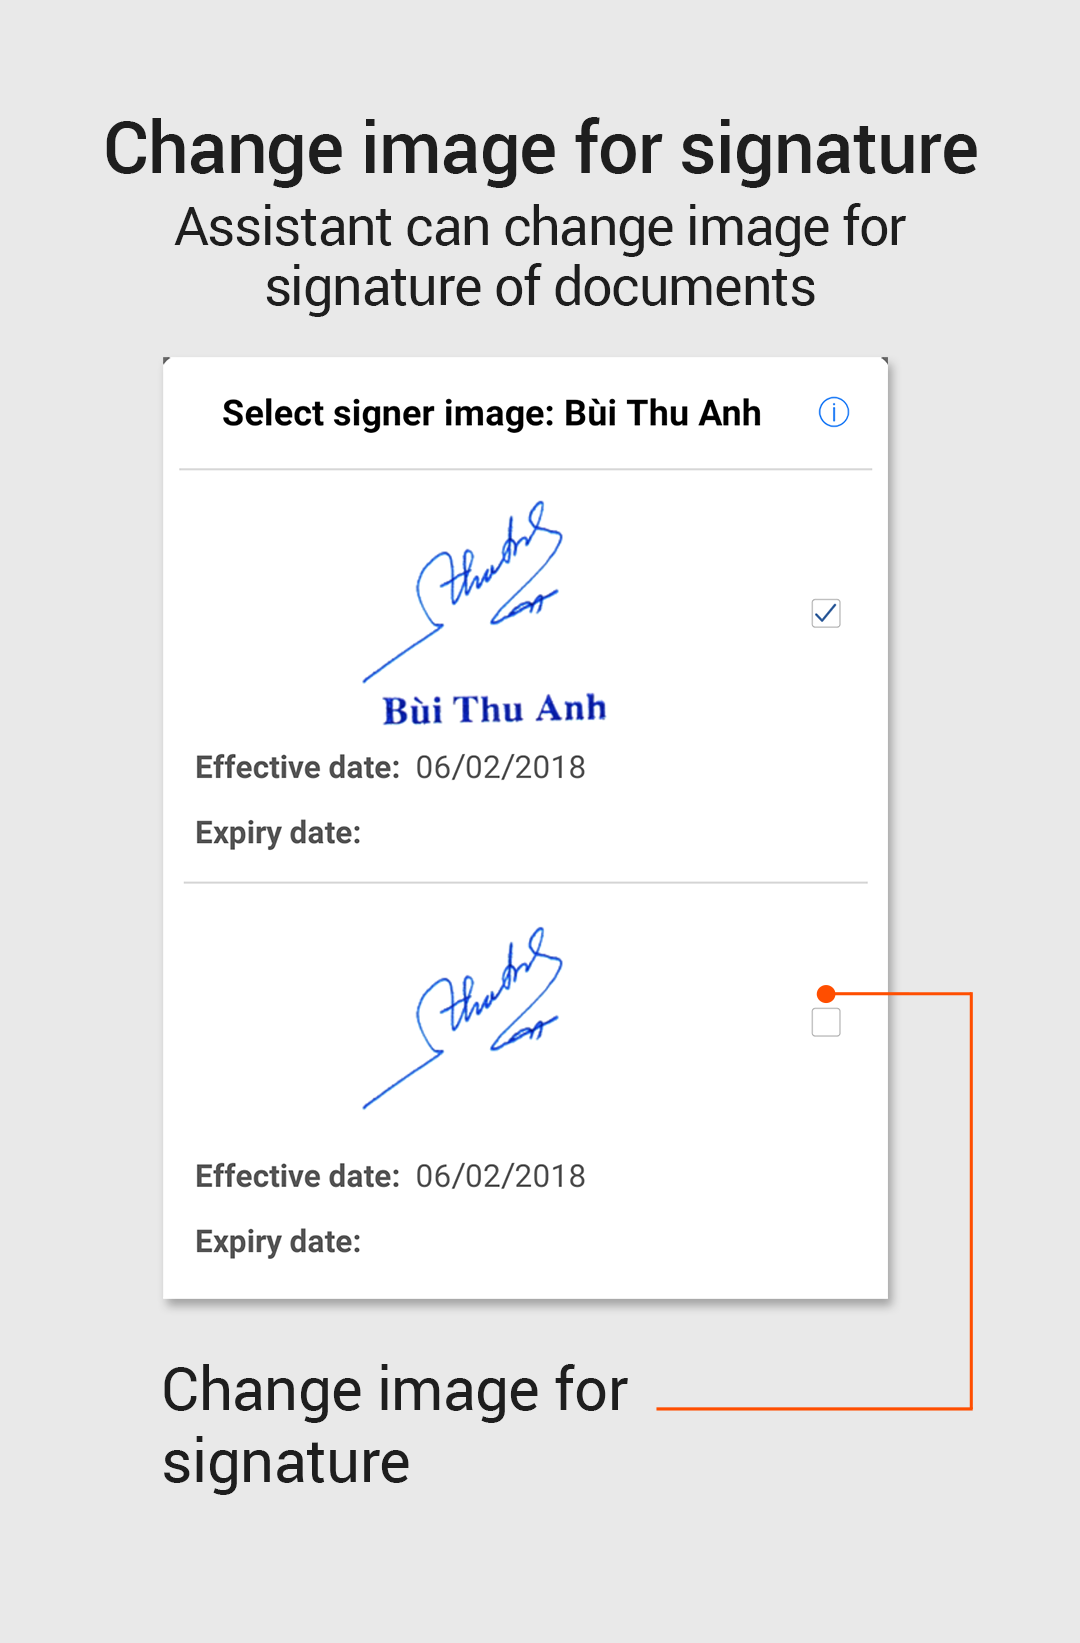 Change image for signature
Assistant can change image for
signature of documents
Select signer image: Bùi Thu Anh
Bùi Thu Anh
Effective date: 06/02/2018
Expiry date:
Effective date: 06/02/2018
Expiry date:
Change image for
signature